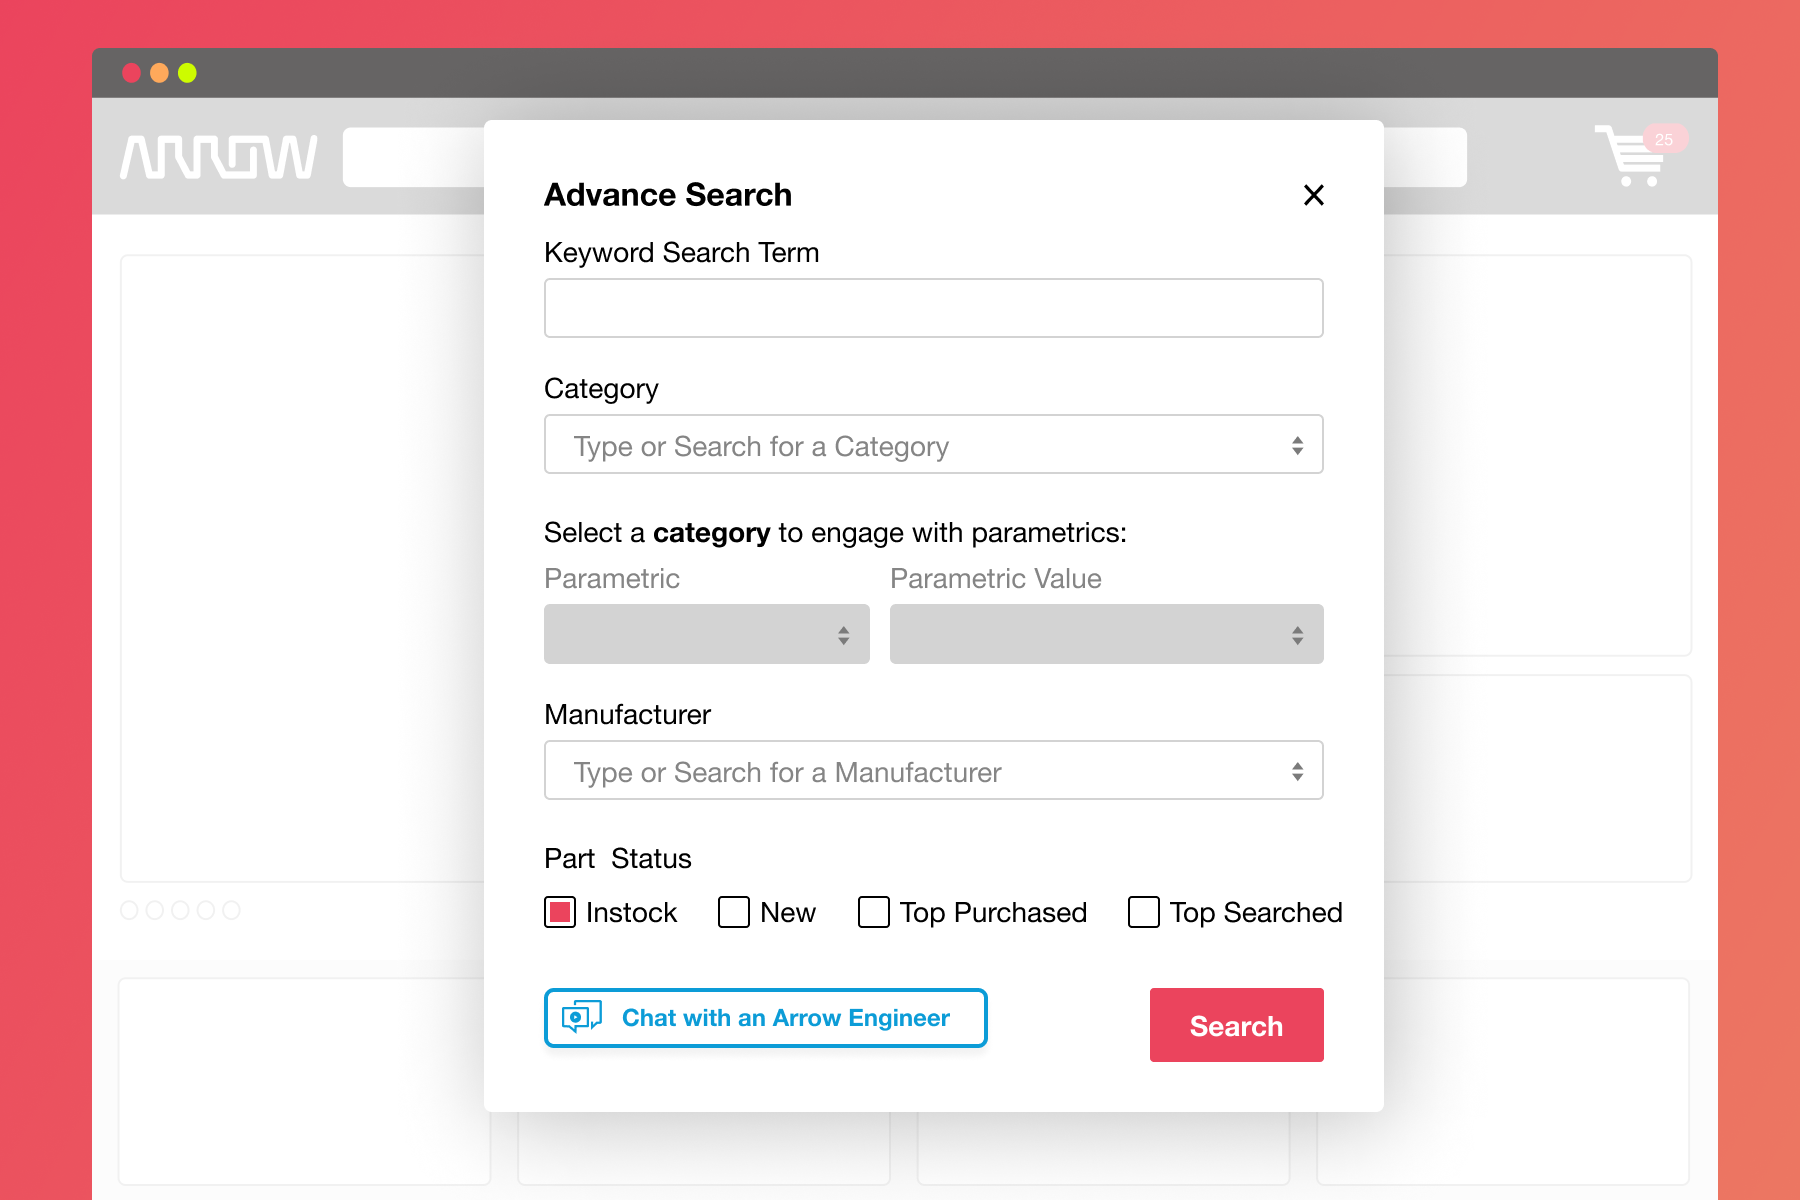 ARROW
25
Advance Search
Keyword Search Term
Category
Type or Search for a Category
Select a category to engage with parametrics:
Parametric Parametric Value
Manufacturer
Type or Search for a Manufacturer
Part Status
Instock New Top Purchased Top Searched
Chat with an Arrow Engineer
Search